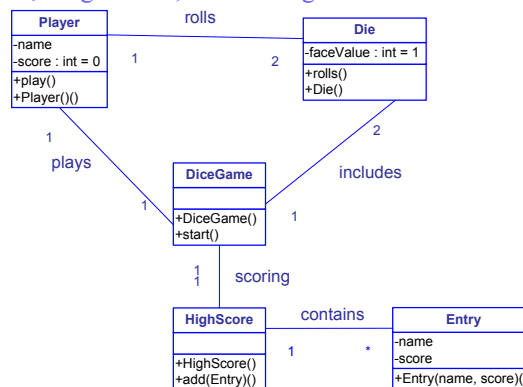 rolls
Player
-name
-score : int = 0
+play()
+Player()()
Die
-faceValue : int = 1
+rolls()
+Die()
1
2
1
plays
1
2
includes
1
DiceGame
+DiceGame()
+start()
1
1
scoring
HighScore
+HighScore()
+add(Entry)()
contains
1
*
Entry
-name
-score
+Entry(name, score)(